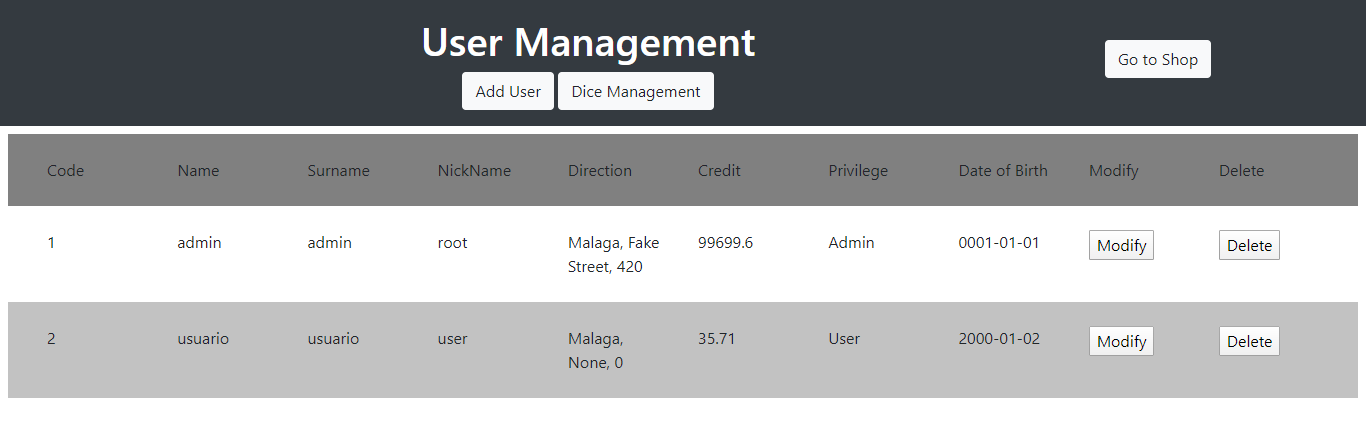 User Management
Go to Shop
Add User Dice Management
Code Name Surname NickName Direction Credit Privilege Date of Birth Modify Delete
1 admin admin root Malaga, Fake 99699.6 Admin 0001-01-01 Modify Delete
Street, 420
2 usuario usuario user Malaga, 35.71 User 2000-01-02 Modify Delete
None, 0